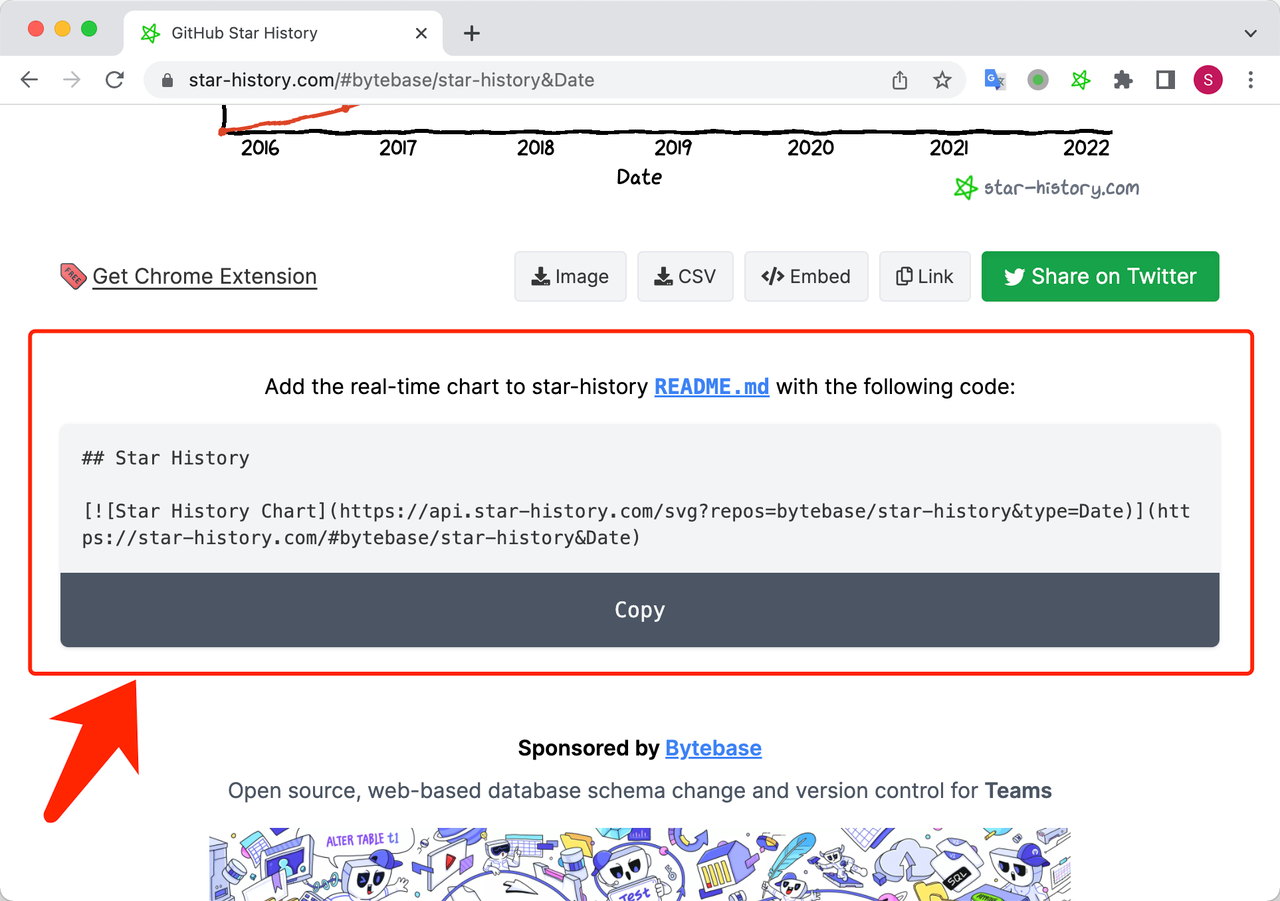 GitHub Star History
star-history.com/#bytebase/star-history&Date
S
2016 2017 2018 2019 2020 2021 2022
Date
star-history.com
FREE
Get Chrome Extension
Image
CSV
Embed
Link
Share on Twitter
Add the real-time chart to star-history README.md with the following code:
## Star History
[![Star History Chart](https://api.star-history.com/svg?repos=bytebase/star-history&type=Date)](htt
ps://star-history.com/#bytebase/star-history&Date)
Copy
Sponsored by Bytebase
Open source, web-based database schema change and version control for Teams
ALTER TABLE t1
Test
SQL